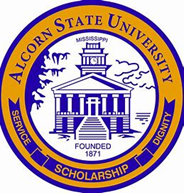 ALCORN STATE UNIVERSITY
MISSISSIPPI
FOUNDED
1871
SERVICE
SCHOLARSHIP
DIGNITY